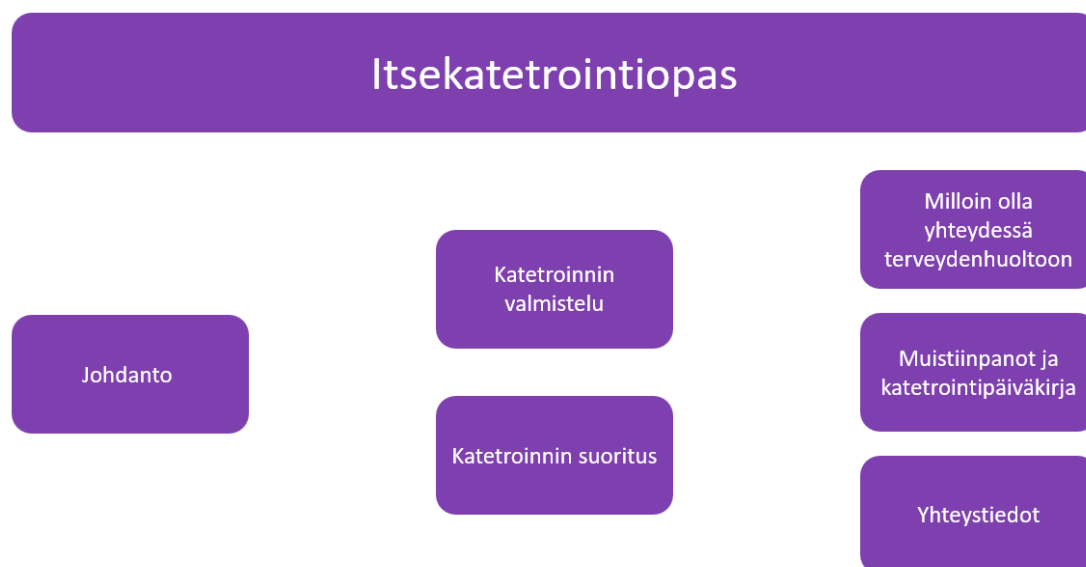 Itsekatetrointiopas
Johdanto
Katetroinnin
valmistelu
Katetroinnin suoritus
Milloin olla
yhteydessä
terveydenhuoltoon
Muistiinpanot ja
katetrointipäiväkirja
Yhteystiedot